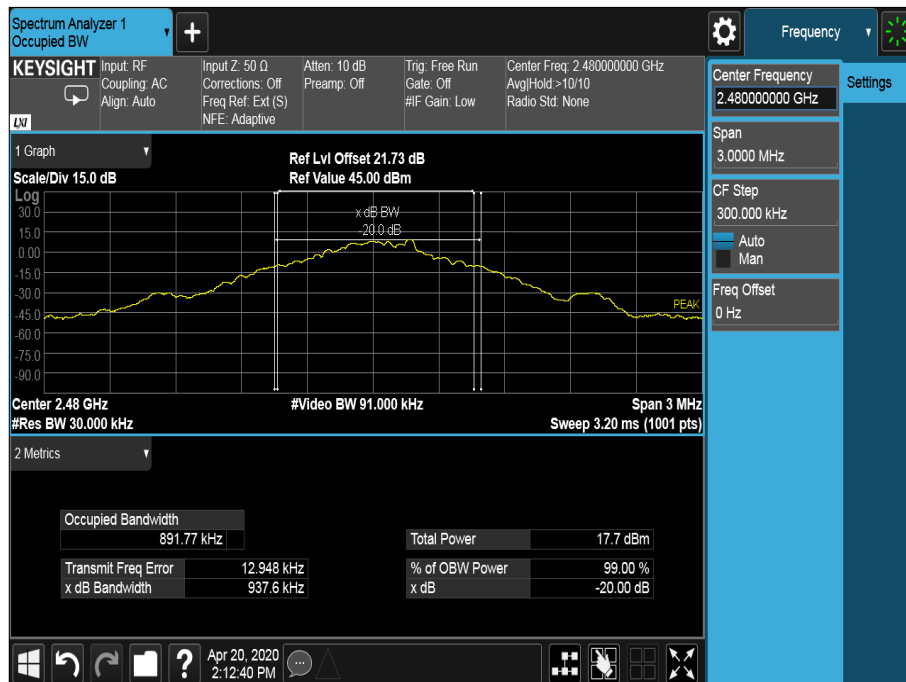 Spectrum Analyzer 1
Occupied BW
Frequency
KEYSIGHT
LXI
Input: RF
Coupling: AC
Align: Auto
Input Z: 50 Ω
Corrections: Off
Freq Ref: Ext (S)
NFE: Adaptive
Atten: 10 dB
Preamp: Off
Trig: Free Run
Gate: Off
#IF Gain: Low
Center Freq: 2.480000000 GHz
Avg|Hold:>10/10
Radio Std: None
Center Frequency
2.480000000 GHz
Settings
Span
3.0000 MHz
CF Step
300.000 kHz
Auto
Man
Freq Offset
0 Hz
1 Graph
Scale/Div 15.0 dB
Ref Lvl Offset 21.73 dB
Ref Value 45.00 dBm
Log
30.0
15.0
0.00
-15.0
-30.0
-45.0
-60.0
-75.0
-90.0
x dB BW
-20.0 dB
PEAK
Center 2.48 GHz
#Video BW 91.000 kHz
Span 3 MHz
#Res BW 30.000 kHz
Sweep 3.20 ms (1001 pts)
2 Metrics
Occupied Bandwidth
891.77 kHz
Total Power 17.7 dBm
Transmit Freq Error 12.948 kHz
% of OBW Power 99.00 %
x dB Bandwidth 937.6 kHz
x dB -20.00 dB
Apr 20, 2020
2:12:40 PM